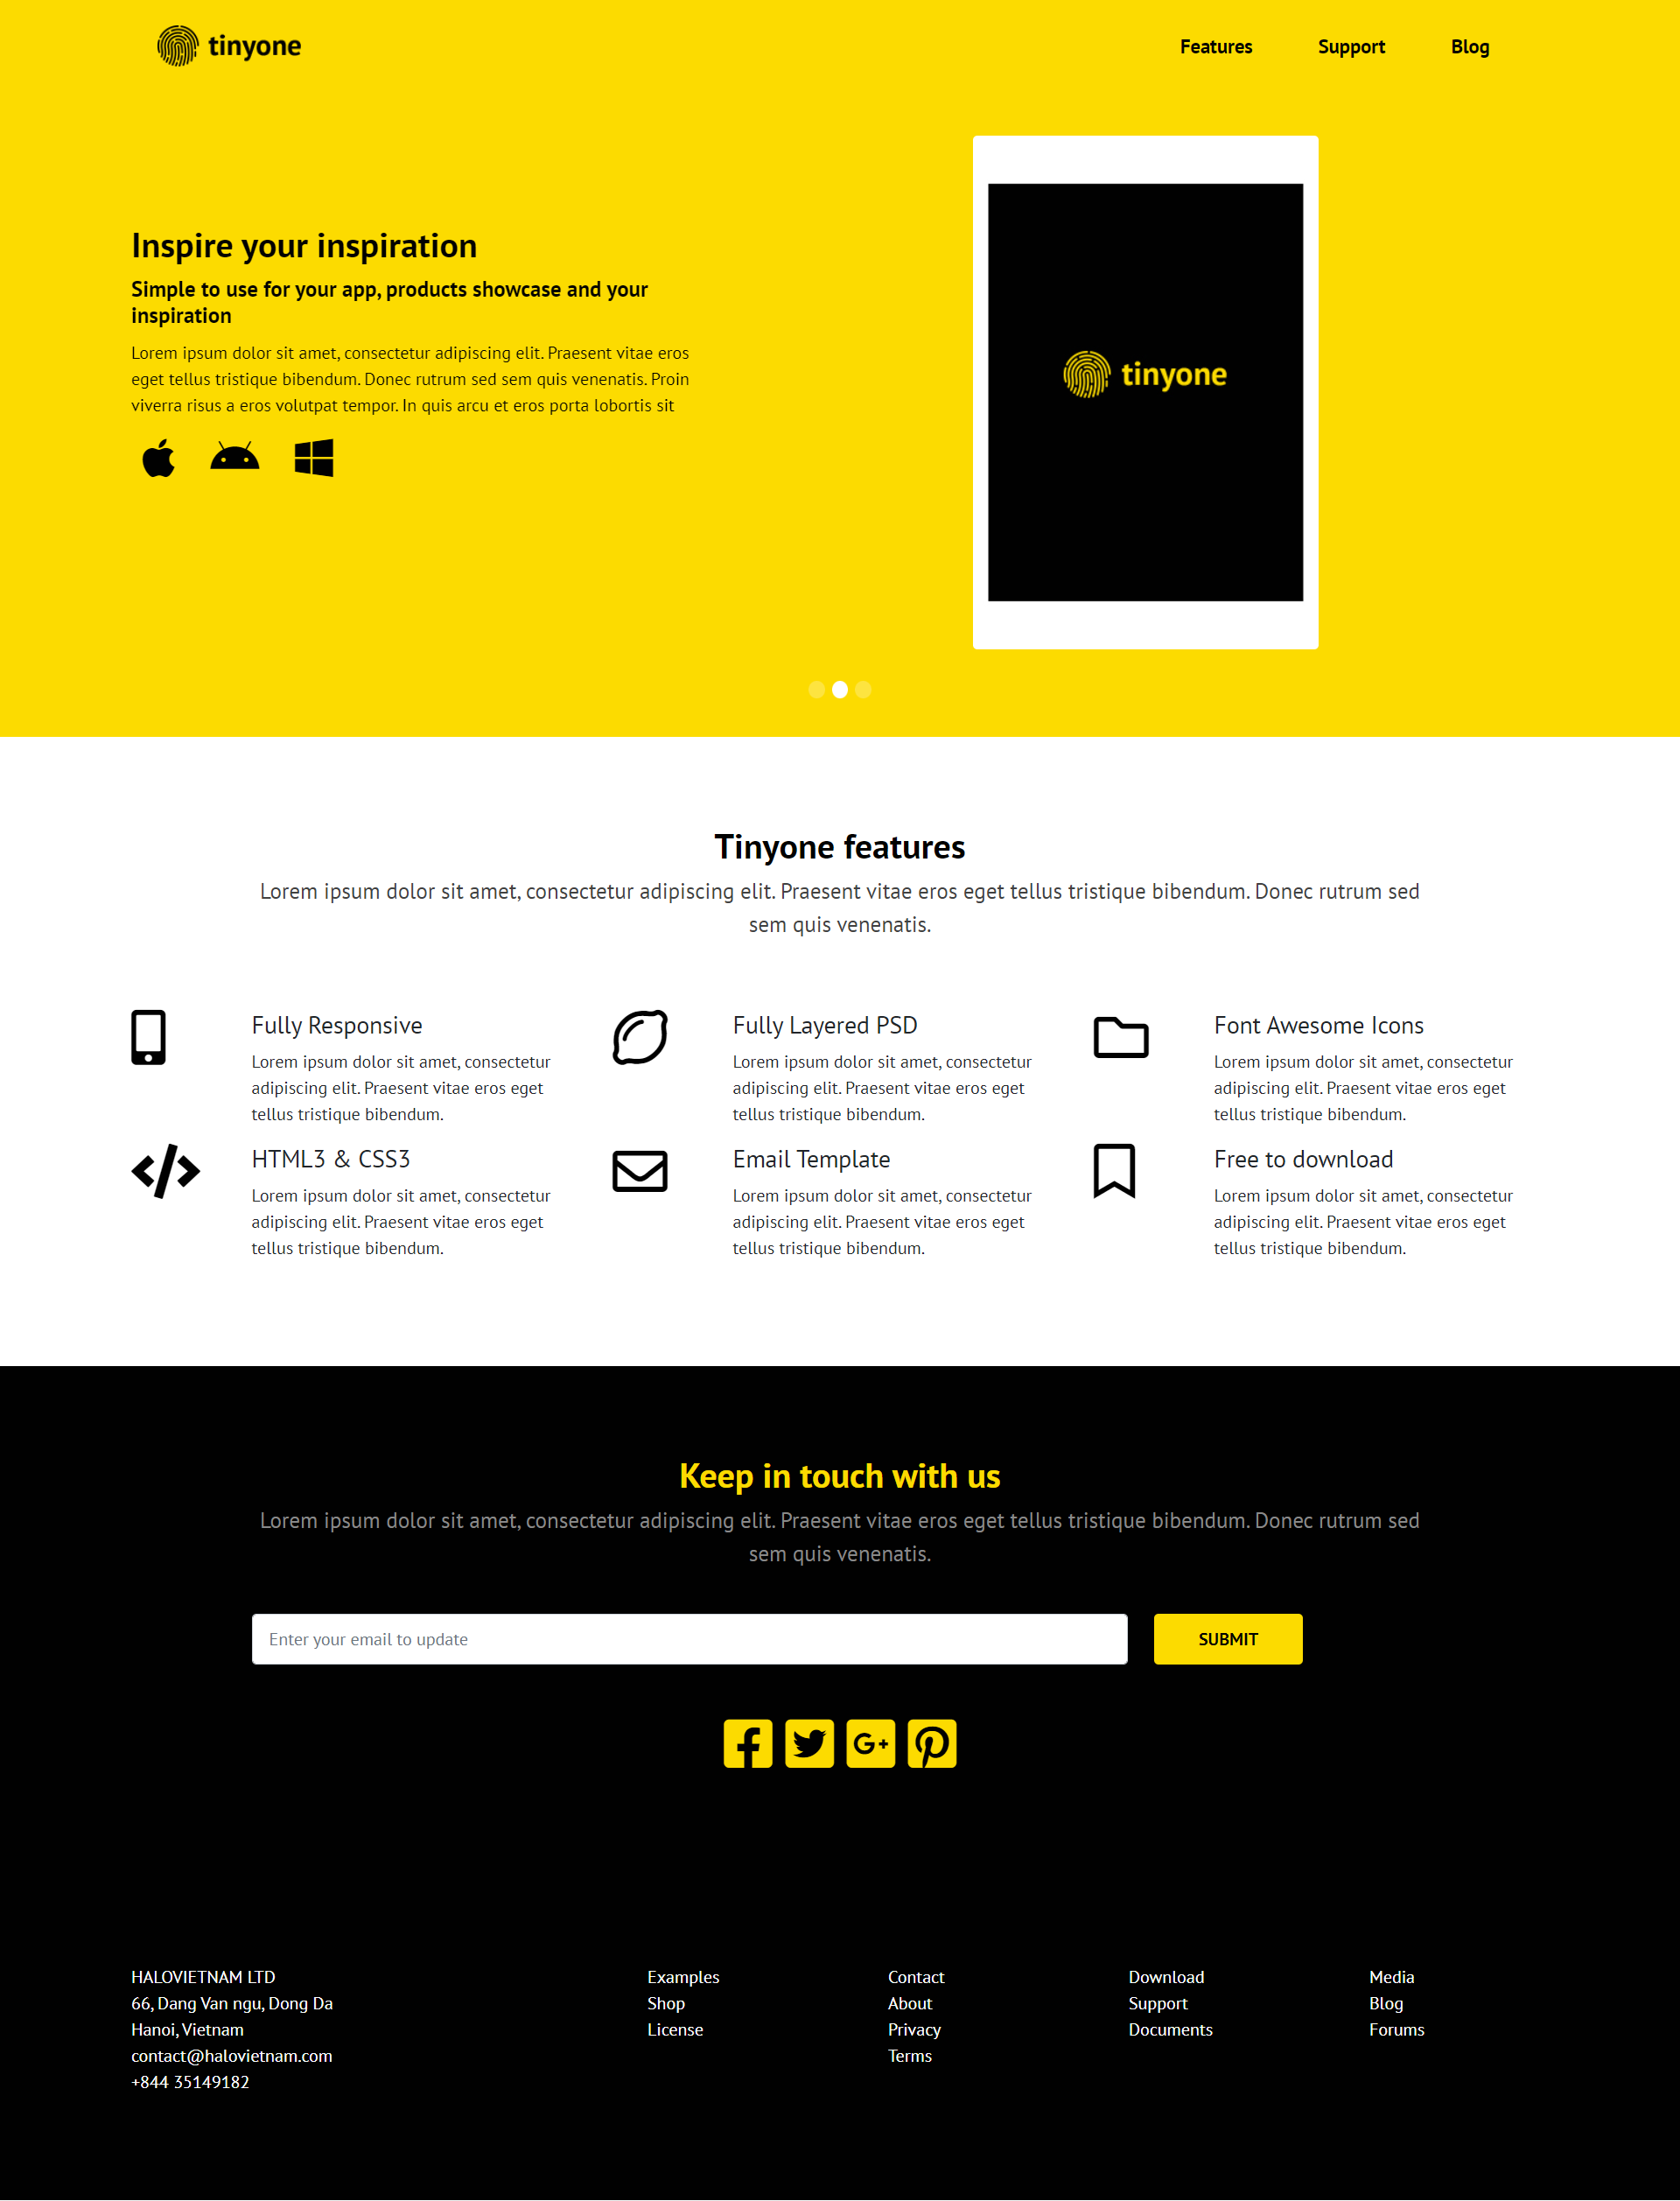 tinyone
Features
Support
Blog
Inspire your inspiration
Simple to use for your app, products showcase and your
inspiration
Lorem ipsum dolor sit amet, consectetur adipiscing elit. Praesent vitae eros
eget tellus tristique bibendum. Donec rutrum sed sem quis venenatis. Proin
viverra risus a eros volutpat tempor. In quis arcu et eros porta lobortis sit
tinyone
Tinyone features
Lorem ipsum dolor sit amet, consectetur adipiscing elit. Praesent vitae eros eget tellus tristique bibendum. Donec rutrum sed
sem quis venenatis.
Fully Responsive
Lorem ipsum dolor sit amet, consectetur
adipiscing elit. Praesent vitae eros eget
tellus tristique bibendum.
Fully Layered PSD
Lorem ipsum dolor sit amet, consectetur
adipiscing elit. Praesent vitae eros eget
tellus tristique bibendum.
Font Awesome Icons
Lorem ipsum dolor sit amet, consectetur
adipiscing elit. Praesent vitae eros eget
tellus tristique bibendum.
HTML3 & CSS3
Lorem ipsum dolor sit amet, consectetur
adipiscing elit. Praesent vitae eros eget
tellus tristique bibendum.
Email Template
Lorem ipsum dolor sit amet, consectetur
adipiscing elit. Praesent vitae eros eget
tellus tristique bibendum.
Free to download
Lorem ipsum dolor sit amet, consectetur
adipiscing elit. Praesent vitae eros eget
tellus tristique bibendum.
Keep in touch with us
Lorem ipsum dolor sit amet, consectetur adipiscing elit. Praesent vitae eros eget tellus tristique bibendum. Donec rutrum sed
sem quis venenatis.
Enter your email to update
SUBMIT
HALOVIETNAM LTD
66, Dang Van ngu, Dong Da
Hanoi, Vietnam
contact@halovietnam.com
+844 35149182
Examples
Shop
License
Contact
About
Privacy
Terms
Download
Support
Documents
Media
Blog
Forums